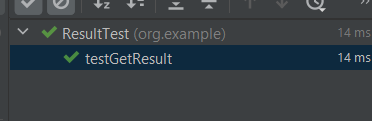 ResultTest (org.example) 14 ms
testGetResult 14 ms